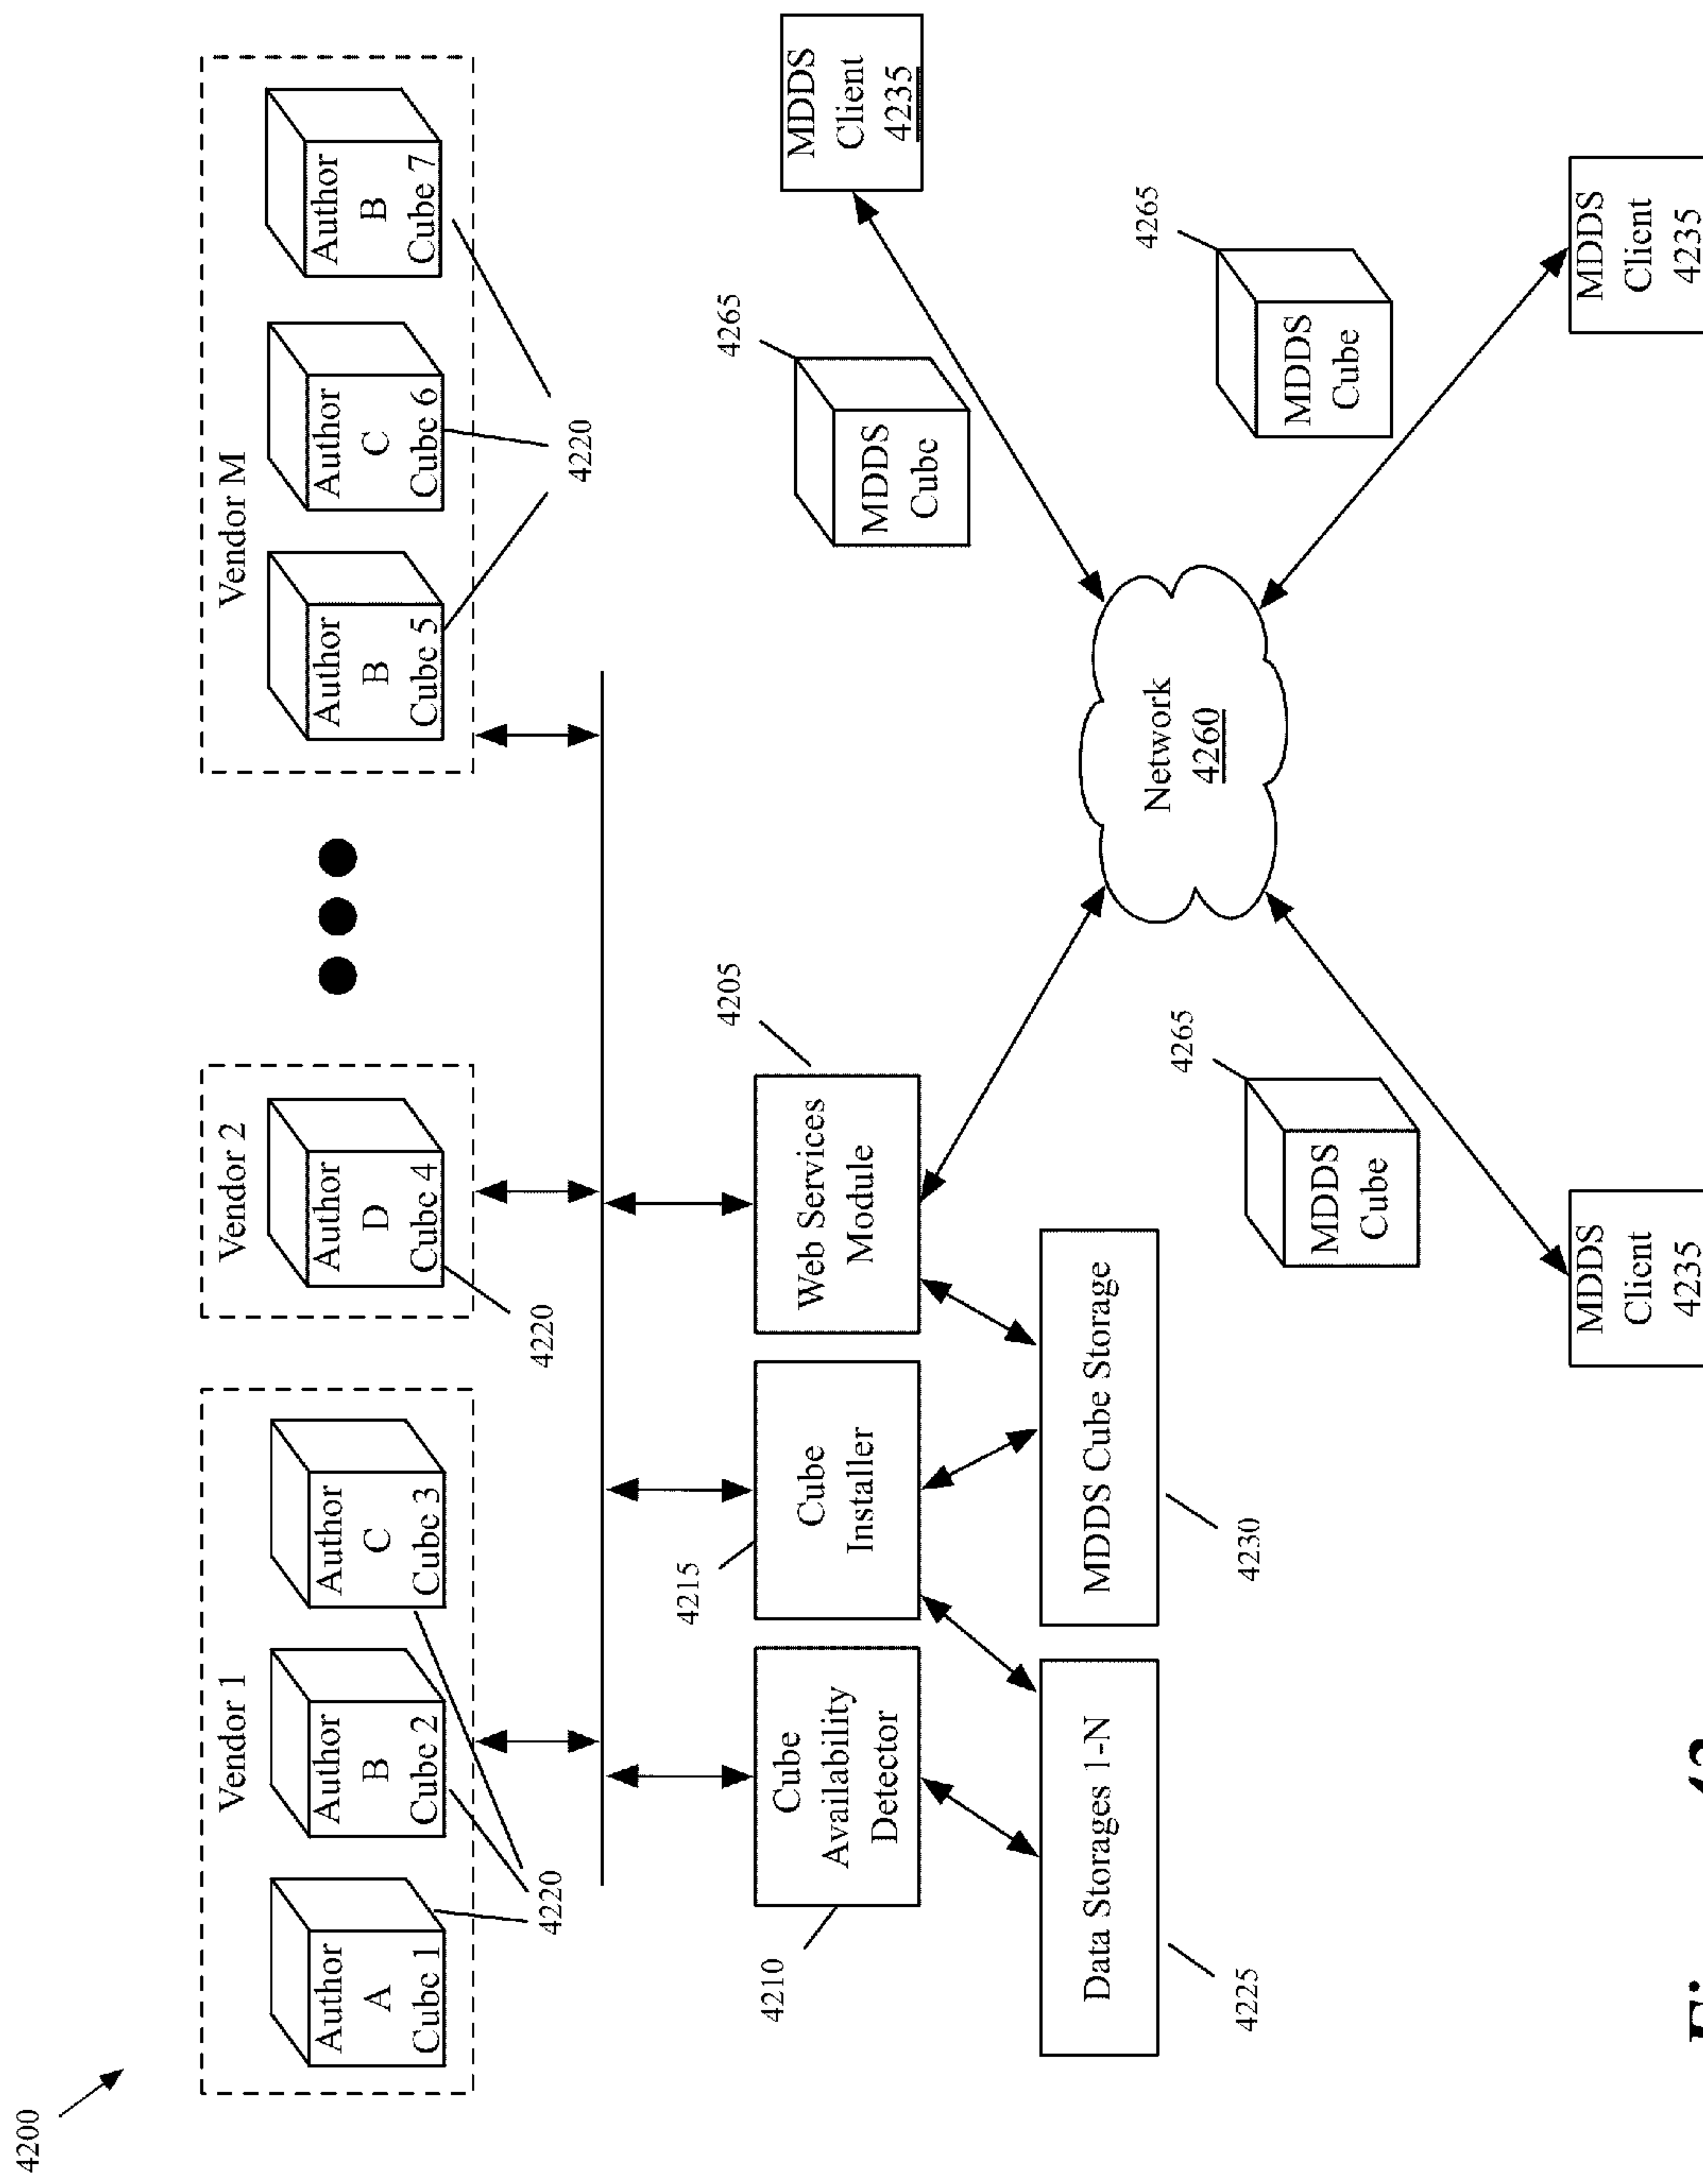 4200
Vendor 1
Author
A
Cube 1
Author
B
Cube 2
Author
C
Cube 3
4220
Vendor 2
Author
D
Cube 4
4220
Vendor M
Author
B
Cube 5
Author
C
Cube 6
Author
B
Cube 7
4220
4210
Cube
Availability
Detector
4215
Cube
Installer
4205
Web Services
Module
Data Storages 1-N
4225
MDDS Cube Storage
4230
Network
4260
4265
MDDS
Cube
MDDS
Client
4235
4265
MDDS
Cube
MDDS
Client
4235
4265
MDDS
Cube
MDDS
Client
4235